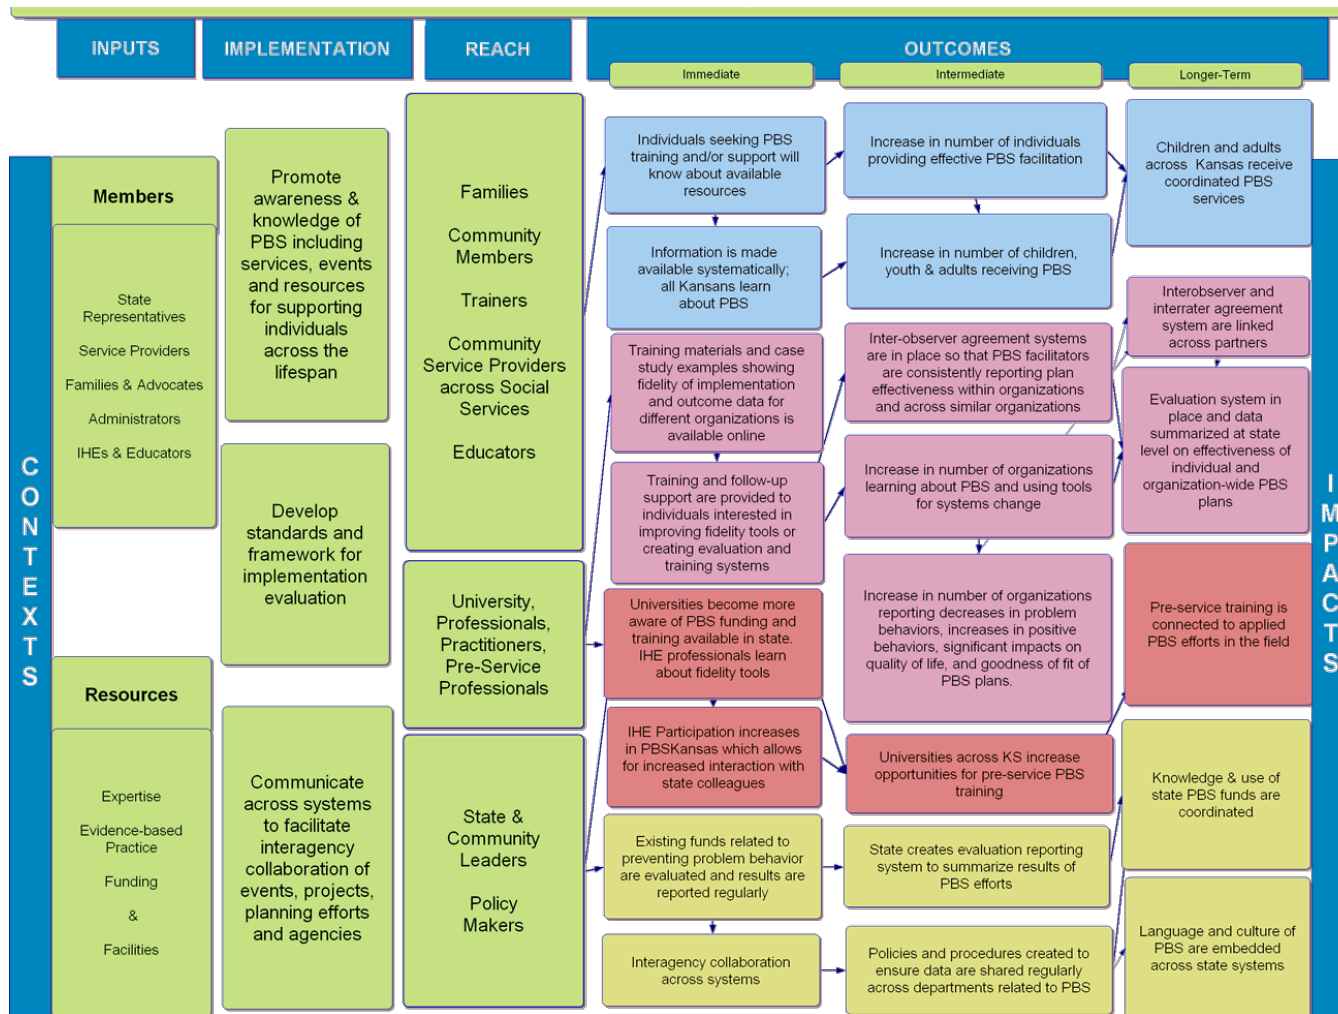 INPUTS
IMPLEMENTATION
REACH
OUTCOMES
Immediate
Intermediate
Longer-Term
CONTEXTS
Members
State
Representatives
Service Providers
Families & Advocates
Administrators
IHEs & Educators
Resources
Expertise
Evidence-based
Practice
Funding
&
Facilities
Promote
awareness &
knowledge of
PBS including
services, events
and resources
for supporting
individuals
across the
lifespan
Develop
standards and
framework for
implementation
evaluation
Communicate
across systems
to facilitate
interagency
collaboration of
events, projects,
planning efforts
and agencies
Families
Community
Members
Trainers
Community
Service Providers
across Social
Services
Educators
University,
Professionals,
Practitioners,
Pre-Service
Professionals
State &
Community
Leaders
Policy
Makers
Individuals seeking PBS
training and/or support will
know about available
resources
Information is made
available systematically;
all Kansans learn
about PBS
Training materials and case
study examples showing
fidelity of implementation
and outcome data for
different organizations is
available online
Training and follow-up
support are provided to
individuals interested in
improving fidelity tools or
creating evaluation and
training systems
Universities become more
aware of PBS funding and
training available in state.
IHE professionals learn
about fidelity tools
IHE Participation increases
in PBSKansas which allows
for increased interaction with
state colleagues
Existing funds related to
preventing problem behavior
are evaluated and results are
reported regularly
Interagency collaboration
across systems
Increase in number of individuals
providing effective PBS facilitation
Increase in number of children,
youth & adults receiving PBS
Inter-observer agreement systems
are in place so that PBS facilitators
are consistently reporting plan
effectiveness within organizations
and across similar organizations
Increase in number of organizations
learning about PBS and using tools
for systems change
Increase in number of organizations
reporting decreases in problem
behaviors, increases in positive
behaviors, significant impacts on
quality of life, and goodness of fit of
PBS plans.
Universities across KS increase
opportunities for pre-service PBS
training
State creates evaluation reporting
system to summarize results of
PBS efforts
Policies and procedures created to
ensure data are shared regularly
across departments related to PBS
Children and adults
across Kansas receive
coordinated PBS
services
Interobserver and
interrater agreement
system are linked
across partners
Evaluation system in
place and data
summarized at state
level on effectiveness of
individual and
organization-wide PBS
plans
Pre-service training is
connected to applied
PBS efforts in the field
Knowledge & use of
state PBS funds are
coordinated
Language and culture of
PBS are embedded
across state systems
IMPACTS